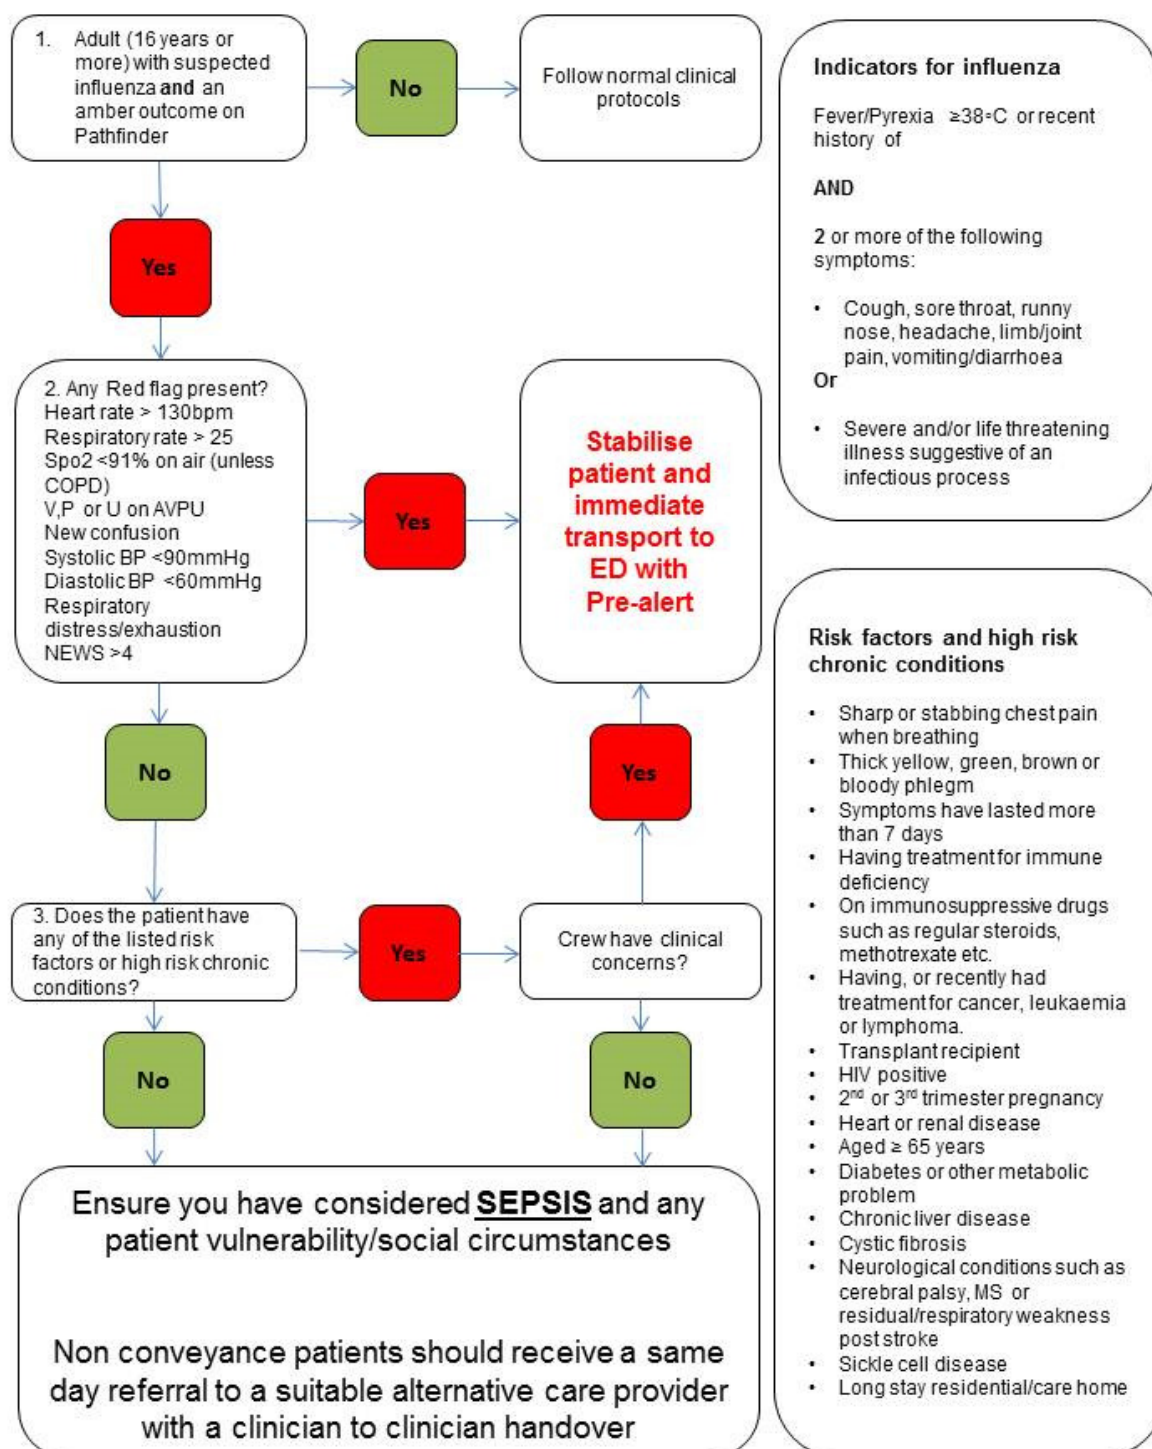 1. Adult (16 years or
more) with suspected
influenza and an
amber outcome on
Pathfinder
No
Follow normal clinical
protocols
Yes
2. Any Red flag present?
Heart rate > 130bpm
Respiratory rate > 25
Spo2 <91% on air (unless
COPD)
V,P or U on AVPU
New confusion
Systolic BP <90mmHg
Diastolic BP <60mmHg
Respiratory
distress/exhaustion
NEWS >4
Yes
Stabilise
patient and
immediate
transport to
ED with
Pre-alert
No
Yes
3. Does the patient have
any of the listed risk
factors or high risk chronic
conditions?
Yes
Crew have clinical
concerns?
No
No
Ensure you have considered SEPSIS and any
patient vulnerability/social circumstances
Non conveyance patients should receive a same
day referral to a suitable alternative care provider
with a clinician to clinician handover
Indicators for influenza
Fever/Pyrexia ≥38◦C or recent
history of
AND
2 or more of the following
symptoms:
• Cough, sore throat, runny
nose, headache, limb/joint
pain, vomiting/diarrhoea
Or
• Severe and/or life threatening
illness suggestive of an
infectious process
Risk factors and high risk
chronic conditions
• Sharp or stabbing chest pain
when breathing
• Thick yellow, green, brown or
bloody phlegm
• Symptoms have lasted more
than 7 days
• Having treatment for immune
deficiency
• On immunosuppressive drugs
such as regular steroids,
methotrexate etc.
• Having, or recently had
treatment for cancer, leukaemia
or lymphoma.
• Transplant recipient
• HIV positive
• 2nd or 3rd trimester pregnancy
• Heart or renal disease
• Aged ≥ 65 years
• Diabetes or other metabolic
problem
• Chronic liver disease
• Cystic fibrosis
• Neurological conditions such as
cerebral palsy, MS or
residual/respiratory weakness
post stroke
• Sickle cell disease
• Long stay residential/care home